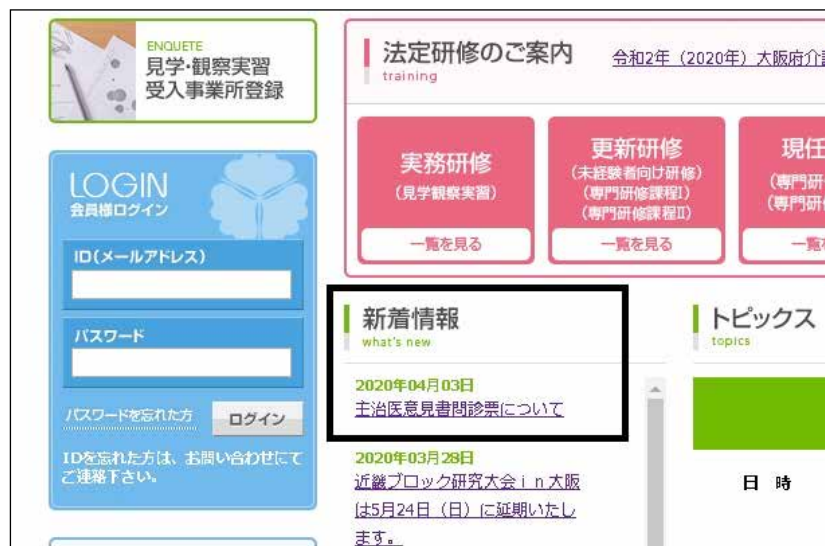 ENQUETE
見学・観察実習
受入事業所登録
LOGIN
会員様ログイン
ID(メールアドレス)
パスワード
パスワードを忘れた方
ログイン
IDを忘れた方は、お問い合わせにて
ご連絡下さい。
法定研修のご案内
training
令和2年（2020年）大阪府介
実務研修
（見学観察実習）
一覧を見る
更新研修
（未経験者向け研修）
（専門研修課程I）
（専門研修課程II）
一覧を見る
現任
（専門研
（専門研
一覧
新着情報
what's new
2020年04月03日
主治医意見書問診票について
2020年03月28日
近畿ブロック研究大会ｉｎ大阪
は5月24日（日）に延期いたし
ます。
トピックス
topics
日 時